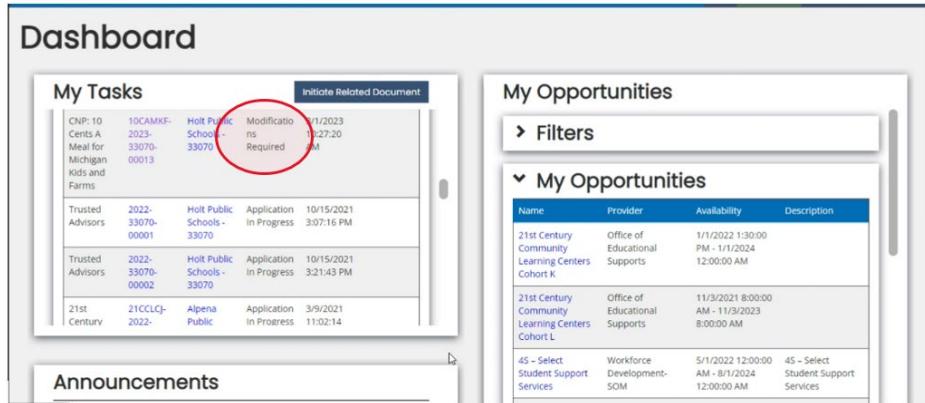 Dashboard
My Tasks
Initiate Related Document
CNP: 10 10CAMKF- Holt Public Modificatio /1/2023
Cents A 2023- Schools - ns 10:27:20
Meal for 33070- 33070 Required AM
Michigan 00013
Kids and
Farms
Trusted 2022- Holt Public Application 10/15/2021
Advisors 33070- Schools - In Progress 3:07:16 PM
00001 33070
Trusted 2022- Holt Public Application 10/15/2021
Advisors 33070- Schools - In Progress 3:21:43 PM
00002 33070
21st 21CCLCJ- Alpena Application 3/9/2021
Century 2022- Public In Progress 11:02:14
Announcements
My Opportunities
Filters
My Opportunities
Name Provider Availability Description
21st Century Office of 1/1/2022 1:30:00
Community Educational PM - 1/1/2024
Learning Centers Supports 12:00:00 AM
Cohort K
21st Century Office of 11/3/2021 8:00:00
Community Educational AM - 11/3/2023
Learning Centers Supports 8:00:00 AM
Cohort L
4S – Select Workforce 5/1/2022 12:00:00 4S – Select
Student Support Development- AM - 8/1/2024 Student Support
Services SOM 12:00:00 AM Services